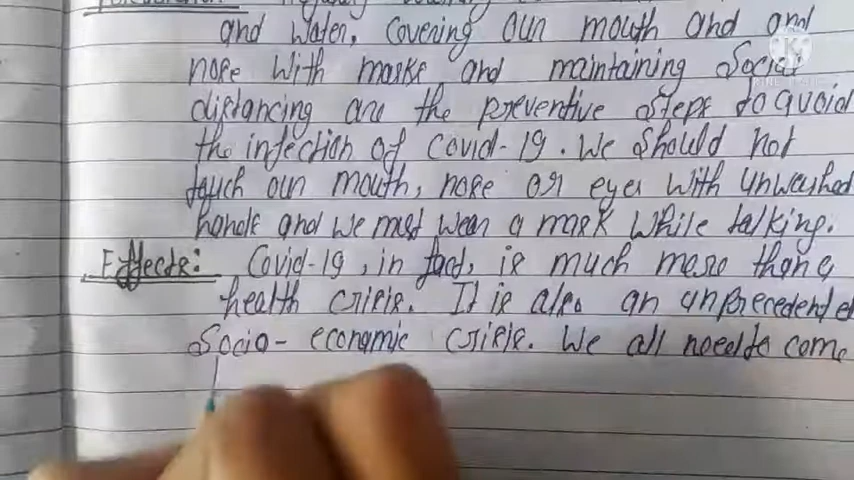 and water, covering our mouth and and
nose with masks and maintaining social
distancing are the preventive steps to avoid
the infection of Covid-19. We should not
touch our mouth, nose or eyes with unwashed
hands and we must wear a mask while talking.
Effects: Covid-19, in fact, is much more than a
health crisis. It is also an unprecedented
Socio-economic crisis. We all need to come